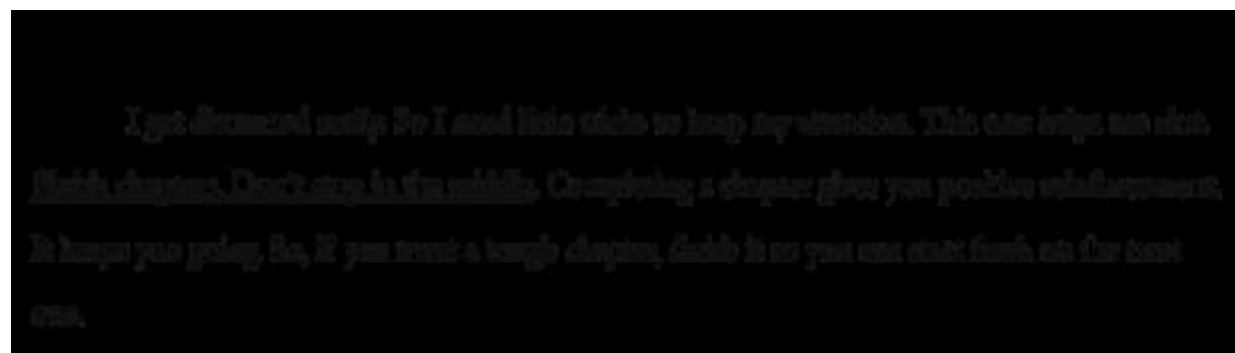 I get distracted easily. So I need little tricks to keep my attention. This one helps me a lot.
Finish chapters. Don't stop in the middle. Completing a chapter gives you positive reinforcement.
It keeps you going. So, if you meet a tough chapter, finish it so you can start fresh on the next
one.